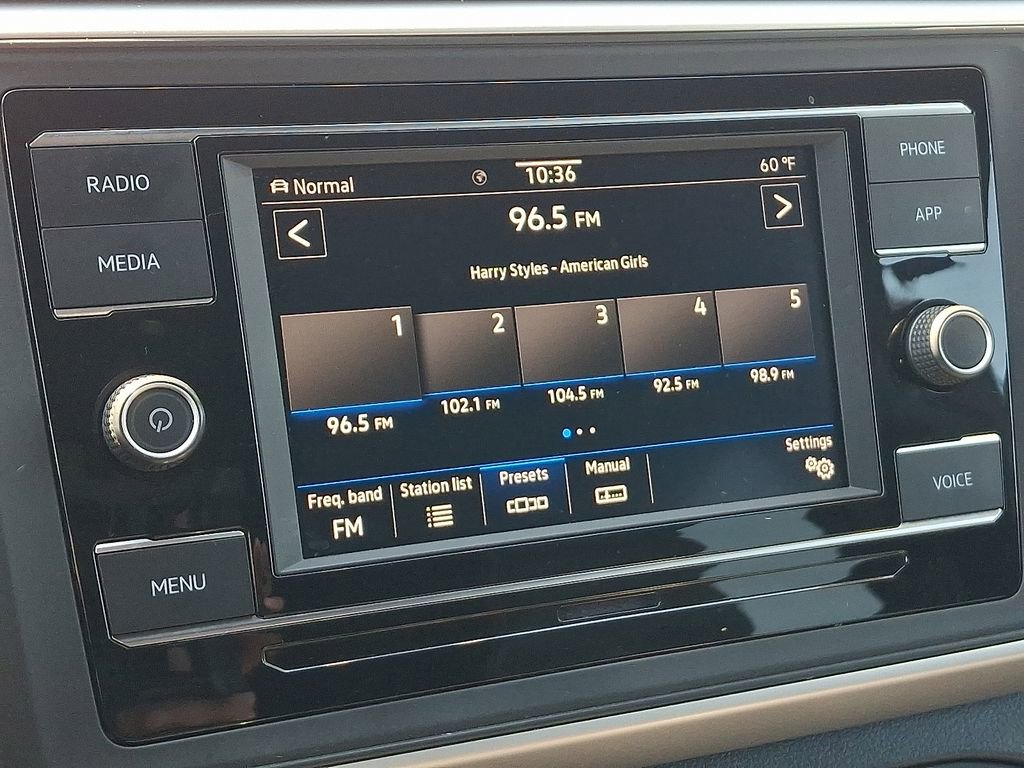 RADIO
MEDIA
MENU
Normal
10:36
60 °F
<
96.5 FM
>
Harry Styles - American Girls
1
2
3
4
5
96.5 FM
102.1 FM
104.5 FM
92.5 FM
98.9 FM
Freq. band
FM
Station list
Presets
Manual
Settings
PHONE
APP
VOICE